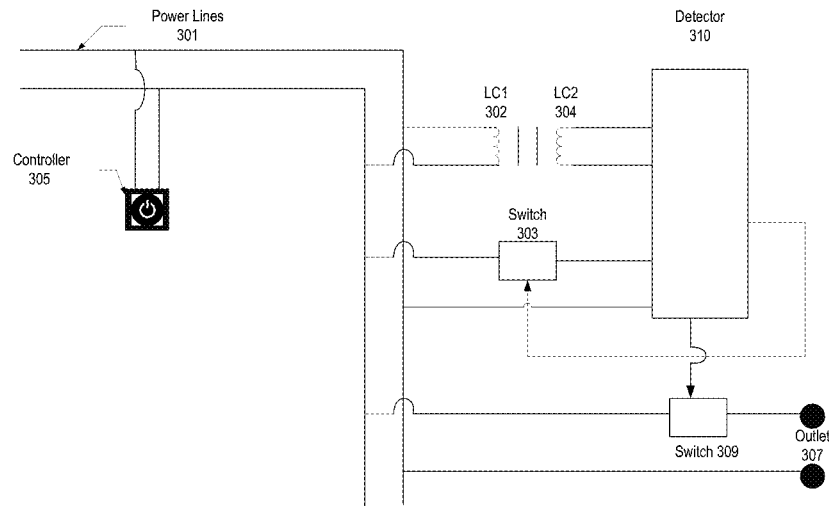 Power Lines
301
Detector
310
LC1
302
LC2
304
Controller
305
Switch
303
Outlet
307
Switch 309